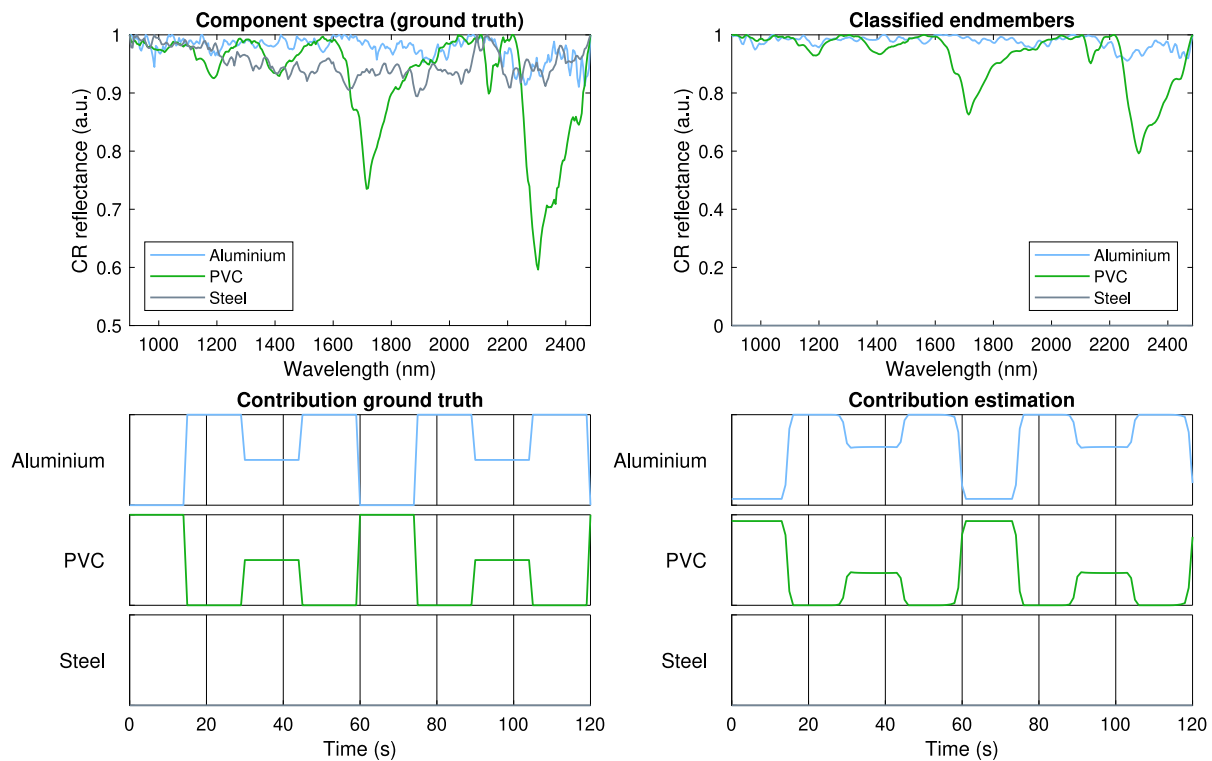 Component spectra (ground truth)
CR reflectance (a.u.)
1
0.9
0.8
0.7
0.6
0.5
Aluminium
PVC
Steel
1000 1200 1400 1600 1800 2000 2200 2400
Wavelength (nm)
Classified endmembers
CR reflectance (a.u.)
1
0.8
0.6
0.4
0.2
0
Aluminium
PVC
Steel
1000 1200 1400 1600 1800 2000 2200 2400
Wavelength (nm)
Contribution ground truth
Aluminium
PVC
Steel
0 20 40 60 80 100 120
Time (s)
Contribution estimation
Aluminium
PVC
Steel
0 20 40 60 80 100 120
Time (s)